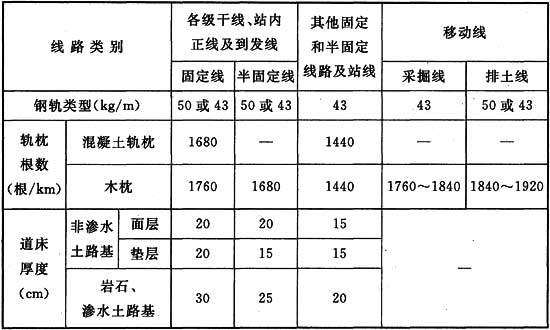 线路类别
各级干线、站内
正线及到发线
其他固定
和半固定
线路及站线
移动线
固定线
半固定线
采掘线
排土线
钢轨类型(kg/m)
50或43
50或43
43
43
50或43
轨枕
根数
(根/km)
混凝土轨枕
1680
—
1440
—
—
木枕
1760
1680
1440
1760～1840
1840～1920
道床
厚度
(cm)
非渗水
土路基
面层
20
20
15
垫层
20
15
15
—
岩石、
渗水土路基
30
25
20